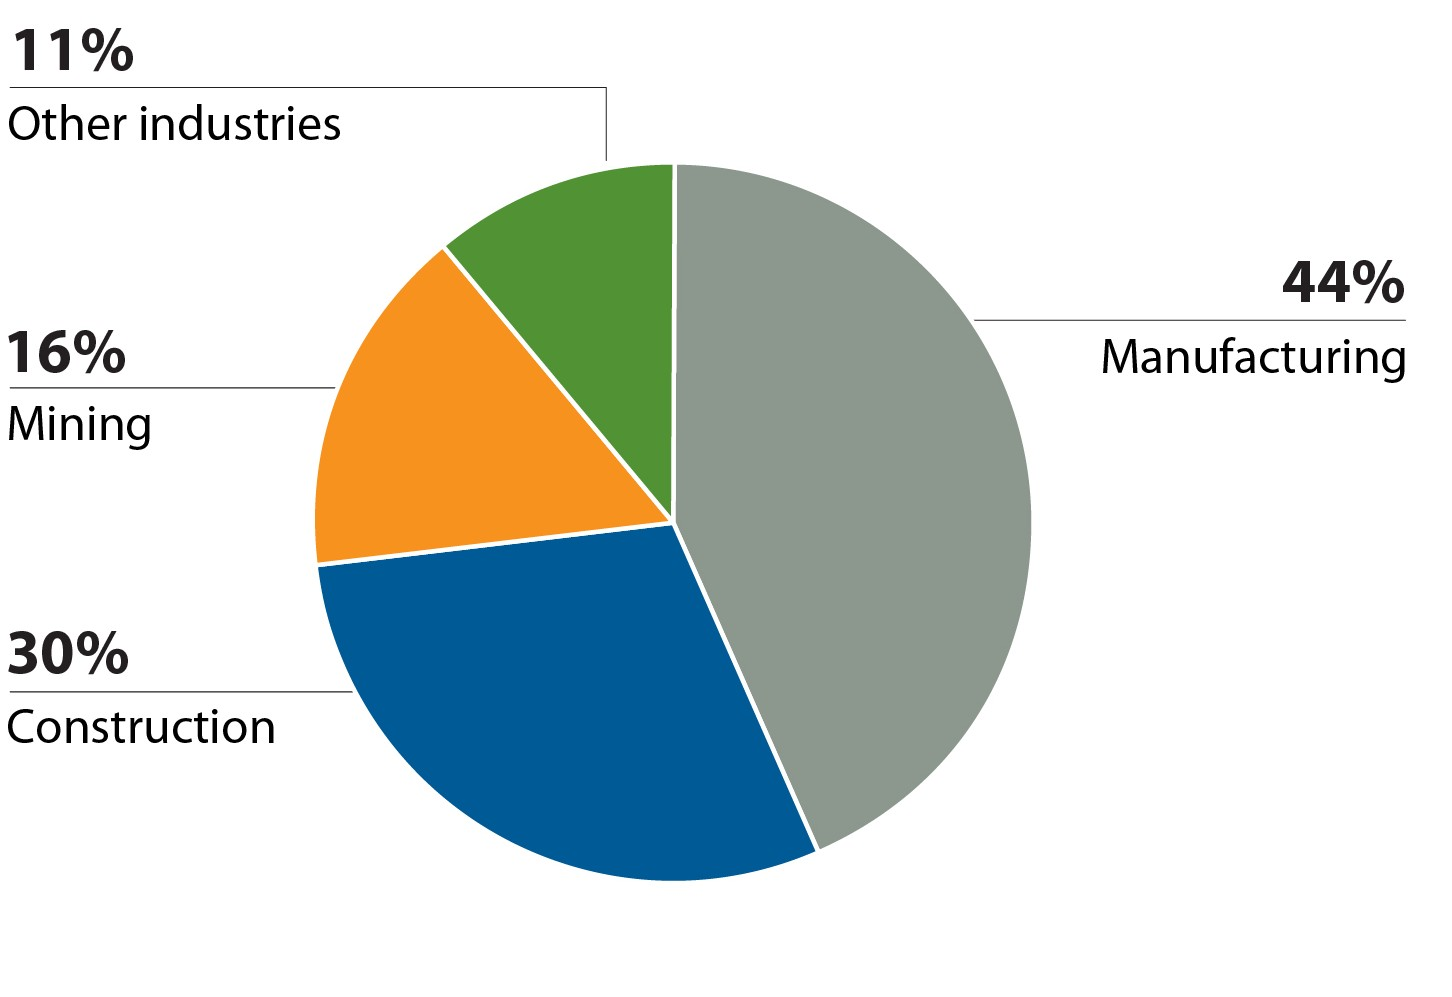 11%
Other industries
44%
Manufacturing
16%
Mining
30%
Construction